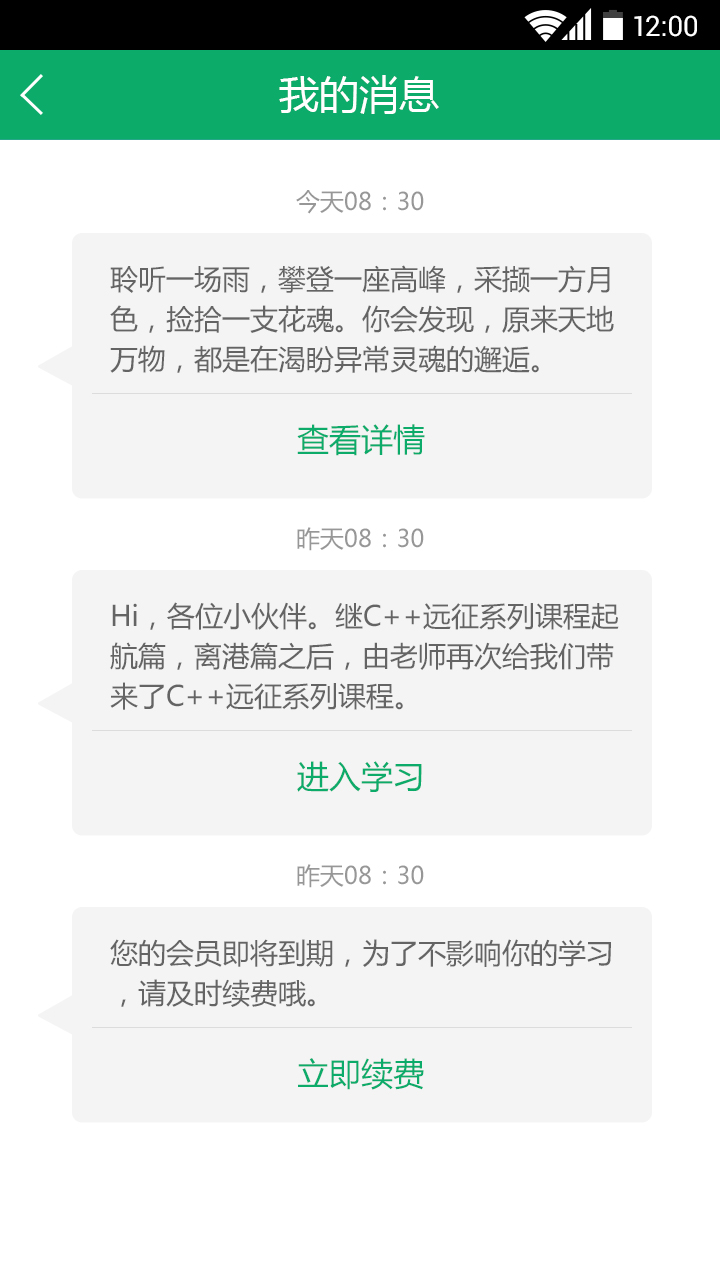 12:00
我的消息
今天08：30
聆听一场雨，攀登一座高峰，采撷一方月
色，捡拾一支花魂。你会发现，原来天地
万物，都是在渴盼异常灵魂的邂逅。
查看详情
昨天08：30
Hi，各位小伙伴。继C++远征系列课程起
航篇，离港篇之后，由老师再次给我们带
来了C++远征系列课程。
进入学习
昨天08：30
您的会员即将到期，为了不影响你的学习
，请及时续费哦。
立即续费